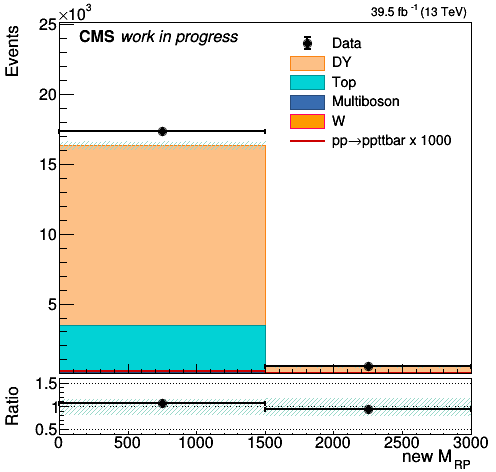 ×10³
39.5 fb⁻¹ (13 TeV)
Events
CMS work in progress
Data
DY
Top
Multiboson
W
pp→ppttbar x 1000
25
20
15
10
5
Ratio
1.5
1
0.5
0 500 1000 1500 2000 2500 3000
new M_RP